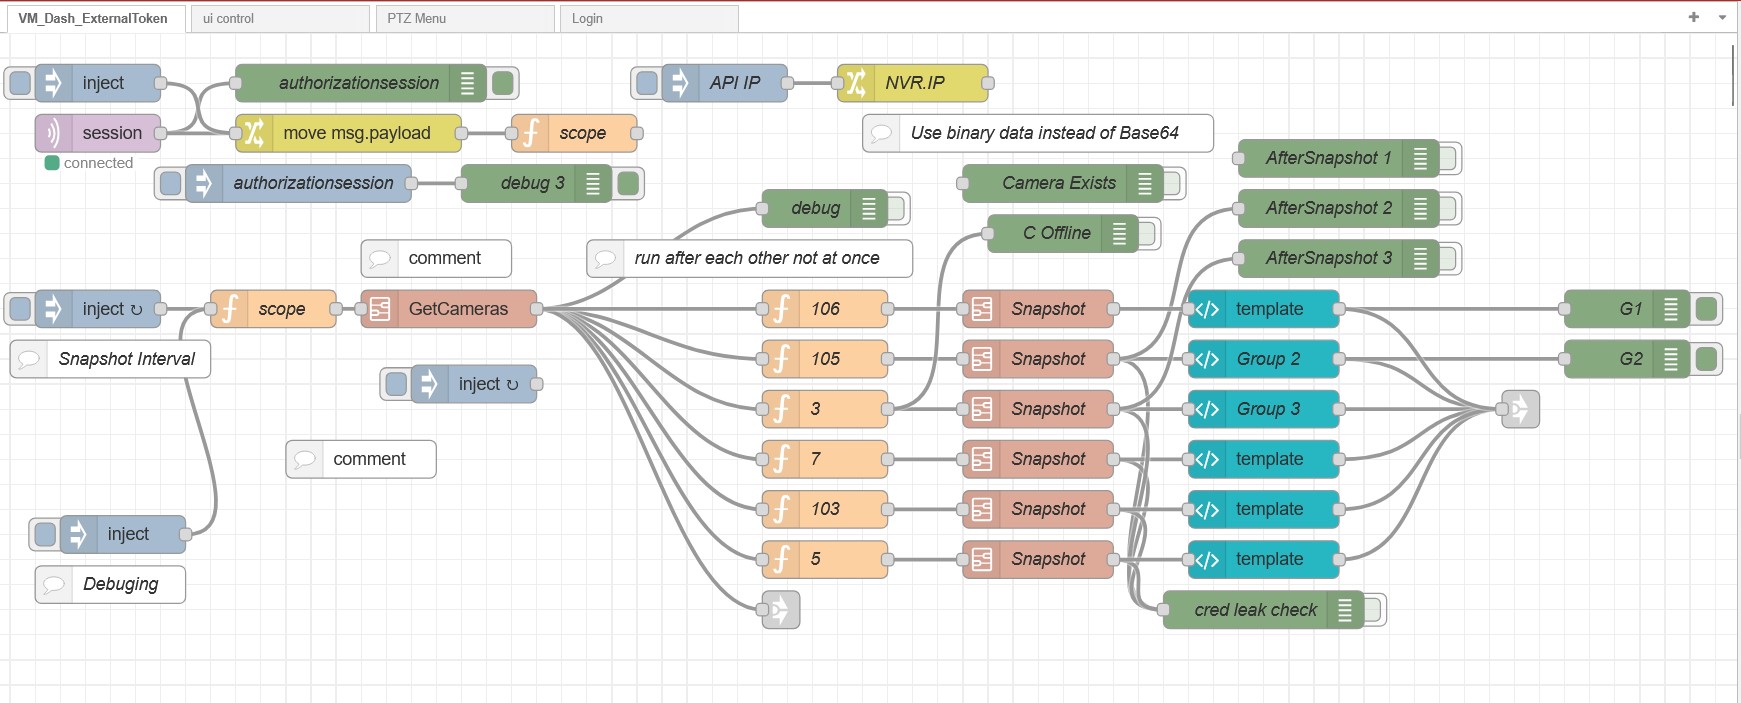 VM_Dash_ExternalToken
ui control
PTZ Menu
Login
inject
authorizationsession
API IP
NVR.IP
session
move msg.payload
scope
Use binary data instead of Base64
connected
AfterSnapshot 1
authorizationsession
debug 3
Camera Exists
debug
AfterSnapshot 2
C Offline
comment
run after each other not at once
AfterSnapshot 3
inject ↻
scope
GetCameras
106
Snapshot
template
G1
Snapshot Interval
105
Snapshot
Group 2
G2
inject ↻
3
Snapshot
Group 3
comment
7
Snapshot
template
103
Snapshot
template
inject
5
Snapshot
template
Debuging
cred leak check